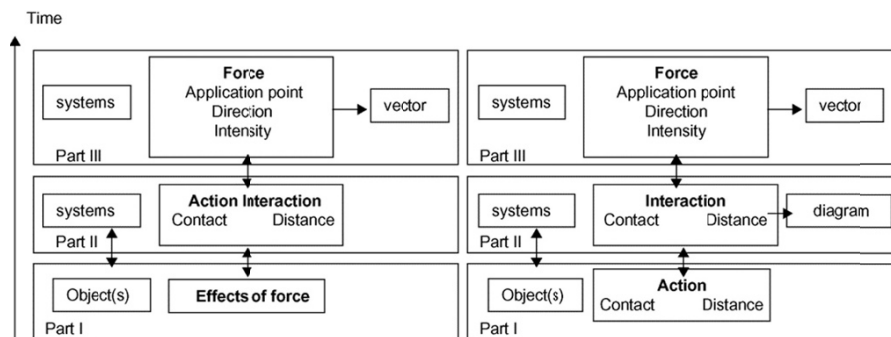 Time
Force
Application point
Direction
Intensity
systems
vector
Part III
Action Interaction
Contact Distance
systems
Part II
Object(s)
Effects of force
Part I
Force
Application point
Direction
Intensity
systems
vector
Part III
Interaction
Contact Distance
systems
diagram
Part II
Object(s)
Action
Contact Distance
Part I